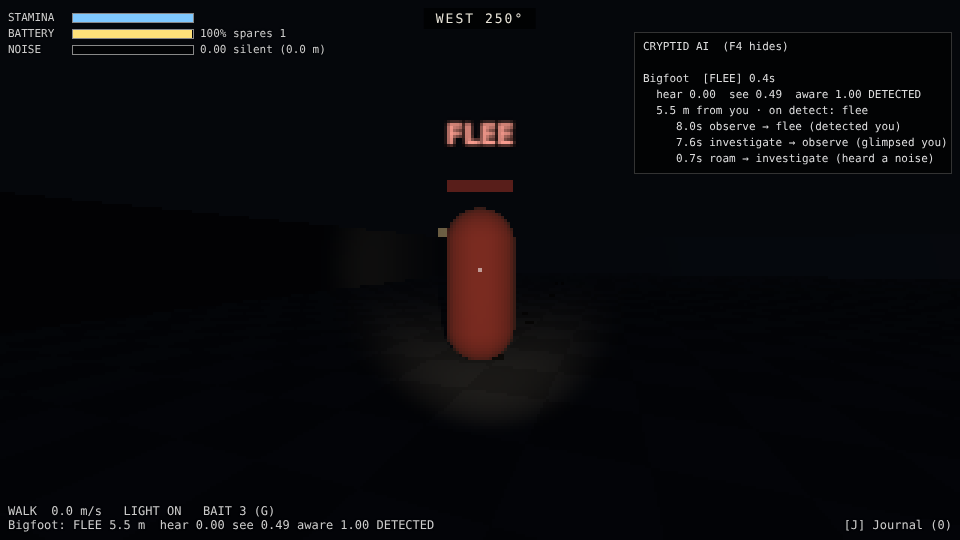 STAMINA
BATTERY 100% spares 1
NOISE 0.00 silent (0.0 m)
WEST 250°
CRYPTID AI (F4 hides)
Bigfoot [FLEE] 0.4s
hear 0.00 see 0.49 aware 1.00 DETECTED
5.5 m from you · on detect: flee
8.0s observe → flee (detected you)
7.6s investigate → observe (glimpsed you)
0.7s roam → investigate (heard a noise)
FLEE
WALK 0.0 m/s LIGHT ON BAIT 3 (G)
Bigfoot: FLEE 5.5 m hear 0.00 see 0.49 aware 1.00 DETECTED
[J] Journal (0)